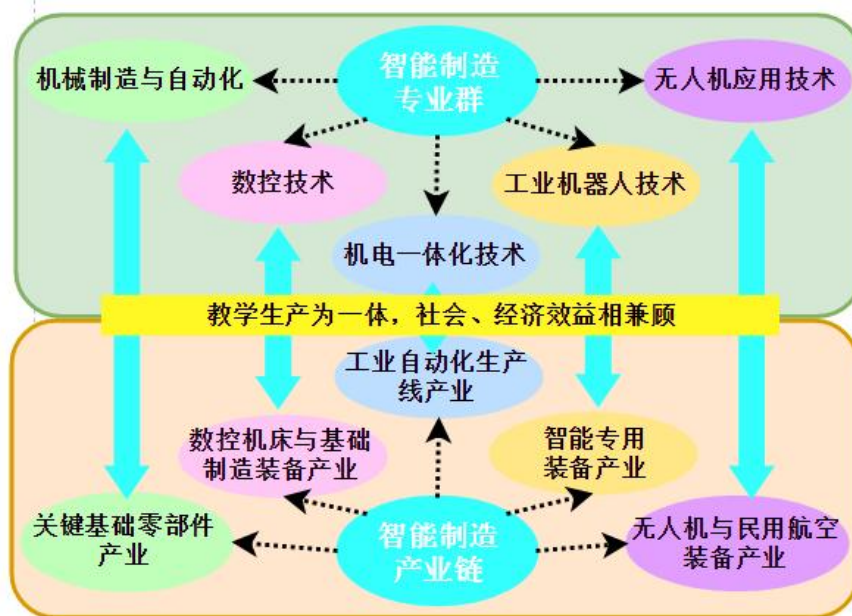 智能制造
专业群
机械制造与自动化
无人机应用技术
数控技术
工业机器人技术
机电一体化技术
教学生产为一体，社会、经济效益相兼顾
工业自动化生产
线产业
数控机床与基础
制造装备产业
智能专用
装备产业
关键基础零部件
产业
智能制造
产业链
无人机与民用航空
装备产业